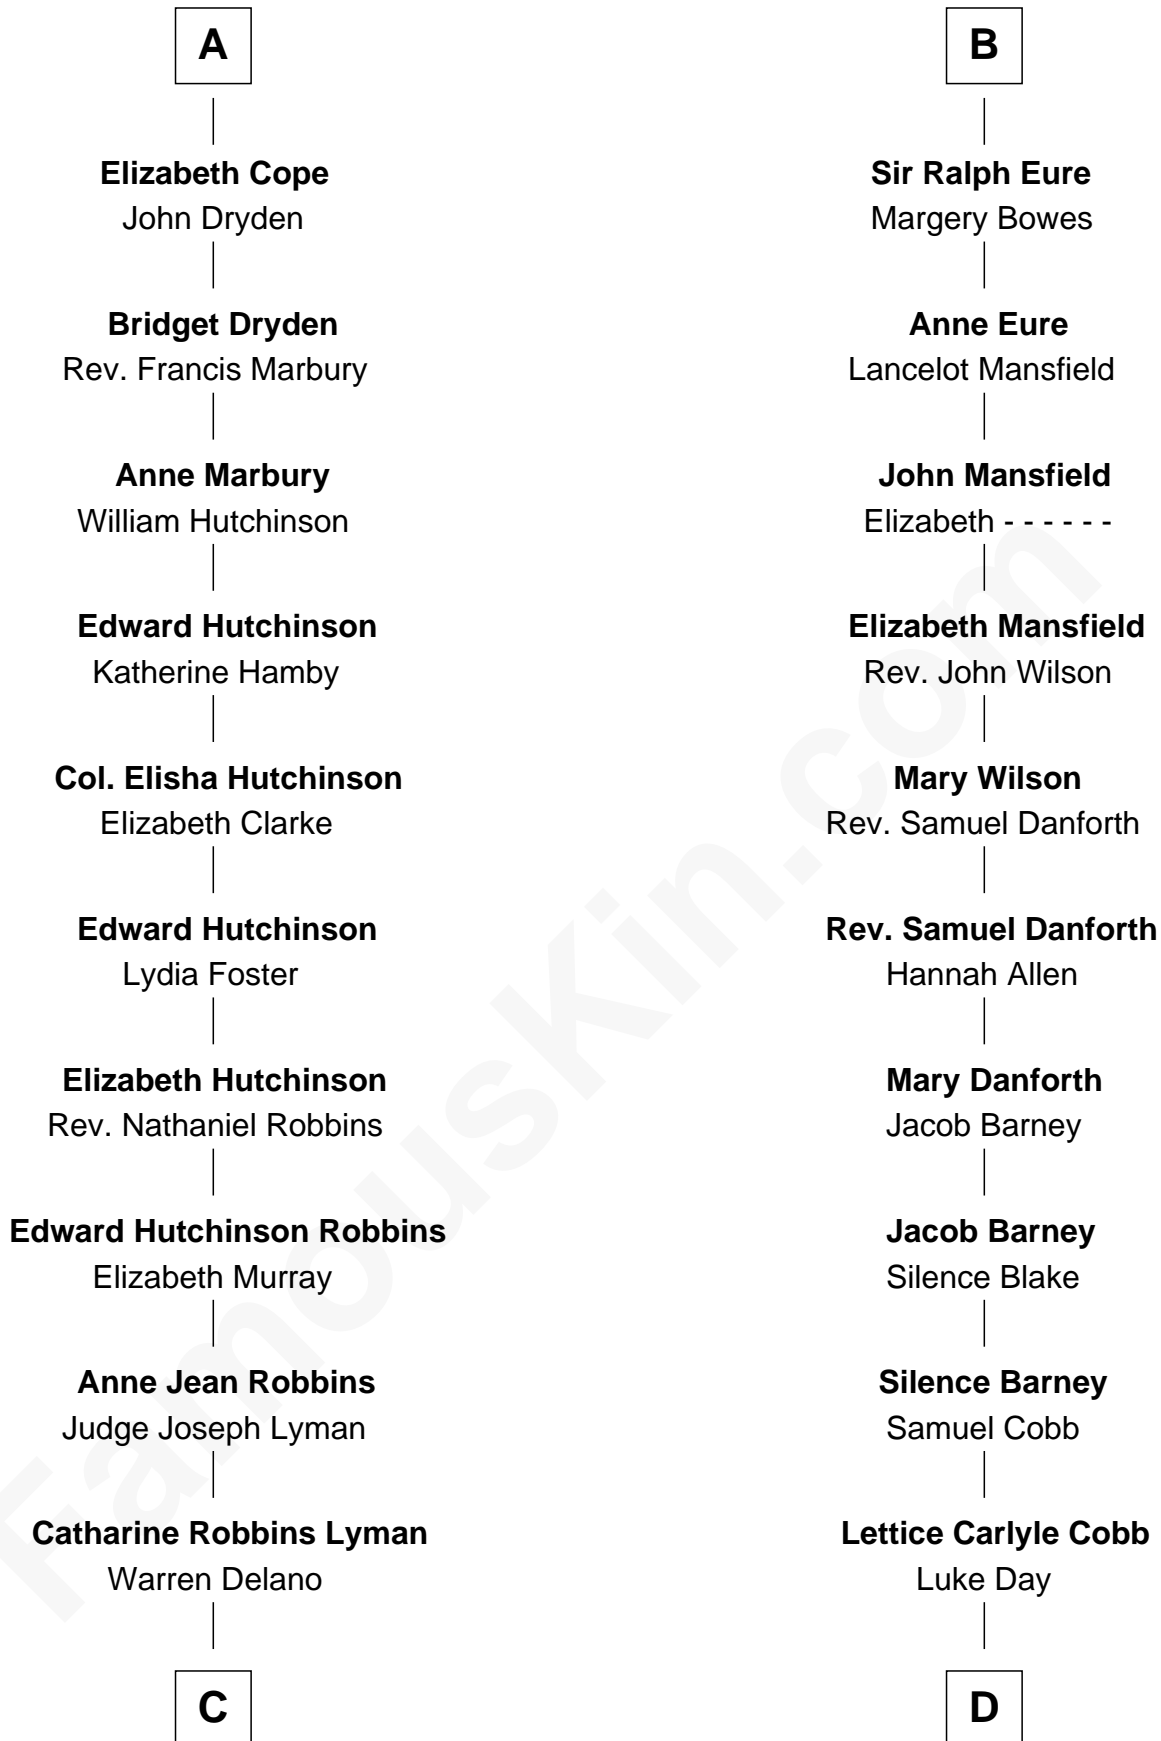 A
Elizabeth Cope
John Dryden
Bridget Dryden
Rev. Francis Marbury
Anne Marbury
William Hutchinson
Edward Hutchinson
Katherine Hamby
Col. Elisha Hutchinson
Elizabeth Clarke
Edward Hutchinson
Lydia Foster
Elizabeth Hutchinson
Rev. Nathaniel Robbins
Edward Hutchinson Robbins
Elizabeth Murray
Anne Jean Robbins
Judge Joseph Lyman
Catharine Robbins Lyman
Warren Delano
C
B
Sir Ralph Eure
Margery Bowes
Anne Eure
Lancelot Mansfield
John Mansfield
Elizabeth - - - - - -
Elizabeth Mansfield
Rev. John Wilson
Mary Wilson
Rev. Samuel Danforth
Rev. Samuel Danforth
Hannah Allen
Mary Danforth
Jacob Barney
Jacob Barney
Silence Blake
Silence Barney
Samuel Cobb
Lettice Carlyle Cobb
Luke Day
D
FamousKin.com